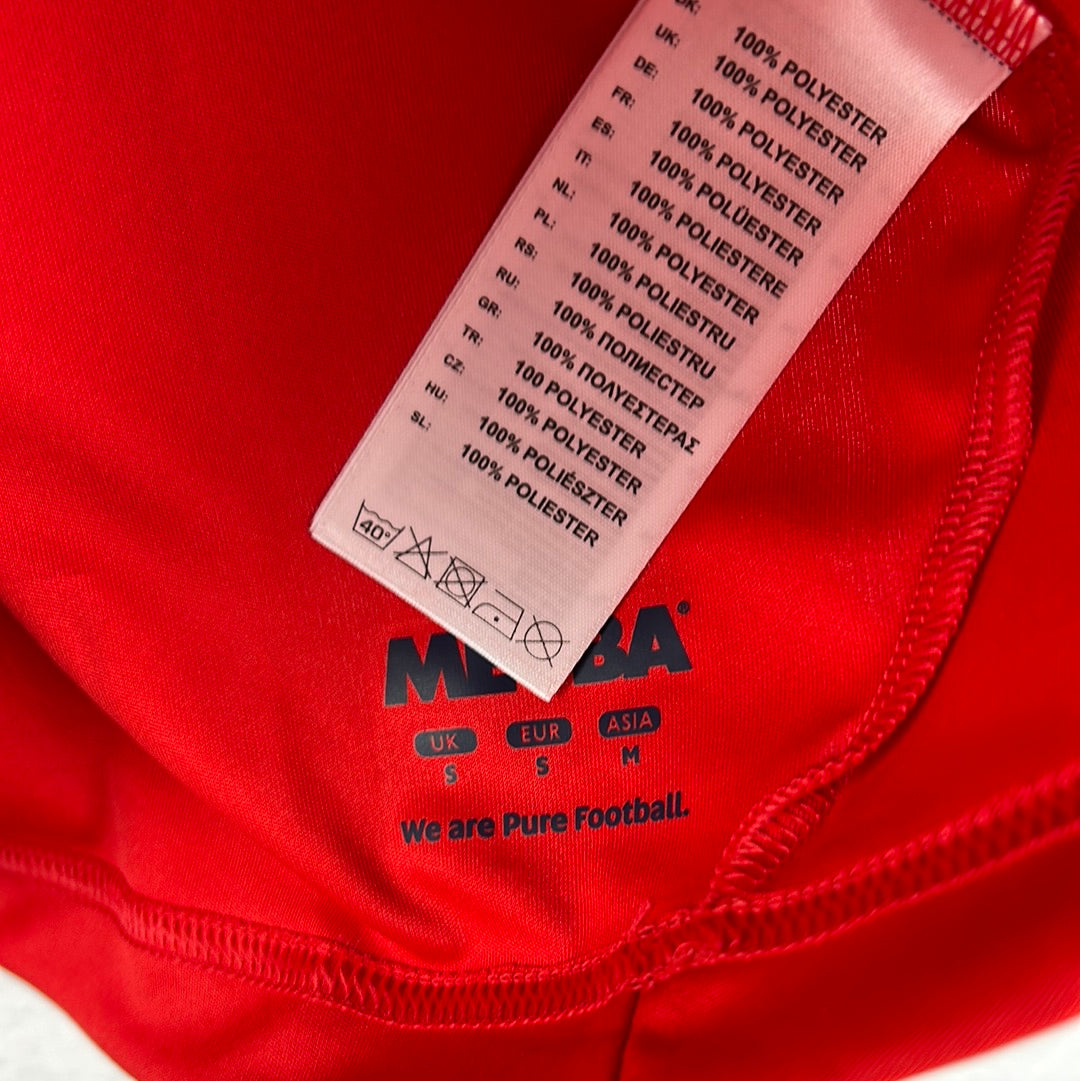 DK: 100% POLYESTER
UK: 100% POLYESTER
DE: 100% POLYESTER
FR: 100% POLYESTER
ES: 100% POLÜESTER
IT: 100% POLIESTERE
NL: 100% POLYESTER
PL: 100% POLIESTRU
RS: 100% POLIESTRU
RU: 100% ПОЛИЕСТЕР
GR: 100% ΠΟΛΥΕΣΤΕΡΑΣ
TR: 100 POLYESTER
CZ: 100% POLYESTER
HU: 100% POLIÉSZTER
SL: 100% POLIESTER
40°
UK EUR ASIA
S S M
We are Pure Football.